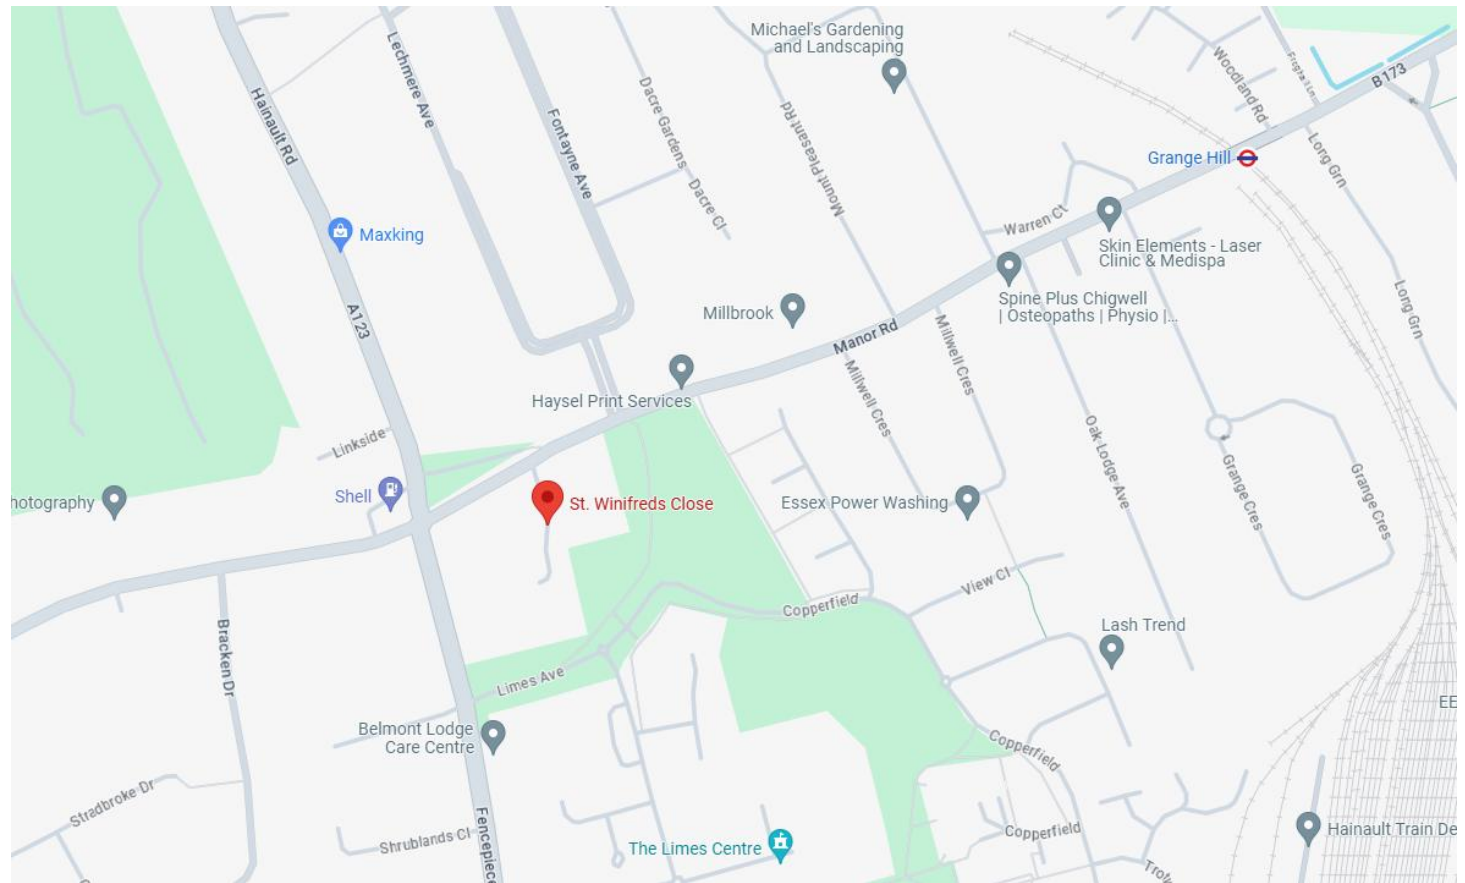 Michael's Gardening
and Landscaping
Lechmere Ave
Hainault Rd
Fontayne Ave
Dacre Gardens
Dacre Cl
Mount Pleasant Rd
Woodland Rd
B173
Long Grn
Grange Hill
Warren Ct
Skin Elements - Laser
Clinic & Medispa
Maxking
A123
Millbrook
Spine Plus Chigwell
| Osteopaths | Physio |...
Long Grn
Manor Rd
Millwell Cres
Millwell Cres
Haysel Print Services
Linkside
Oak Lodge Ave
Grange Cres
Grange Cres
Shell
hotography
St. Winifreds Close
Essex Power Washing
View Cl
Copperfield
Lash Trend
Bracken Dr
Limes Ave
EE
Belmont Lodge
Care Centre
Copperfield
Stradbroke Dr
Fencepiece
Shrublands Cl
The Limes Centre
Copperfield
Hainault Train De
Trotw